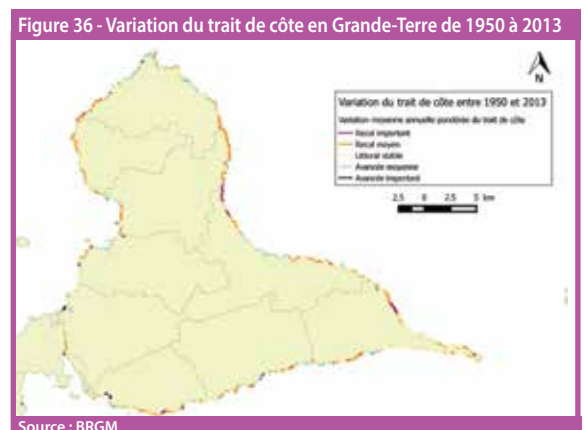 Figure 36 - Variation du trait de côte en Grande-Terre de 1950 à 2013
N
Variation du trait de côte entre 1950 et 2013
Variation moyenne annuelle pondérée du trait de côte
Recul important
Recul moyen
Littoral stable
Avancée moyenne
Avancée important
2.5 0 2.5 5 km
Source : BRGM